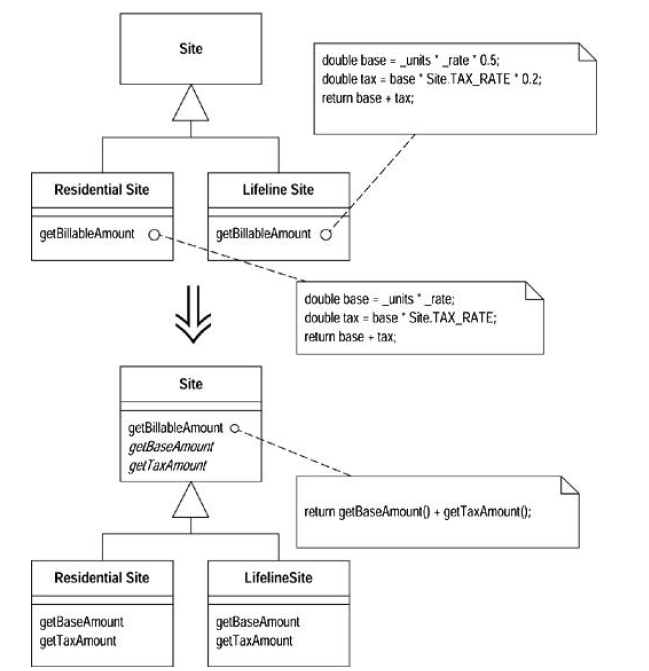 Site
double base = _units * _rate * 0.5;
double tax = base * Site.TAX_RATE * 0.2;
return base + tax;
Residential Site
Lifeline Site
getBillableAmount
getBillableAmount
double base = _units * _rate;
double tax = base * Site.TAX_RATE;
return base + tax;
Site
getBillableAmount
getBaseAmount
getTaxAmount
return getBaseAmount() + getTaxAmount();
Residential Site
LifelineSite
getBaseAmount
getTaxAmount
getBaseAmount
getTaxAmount